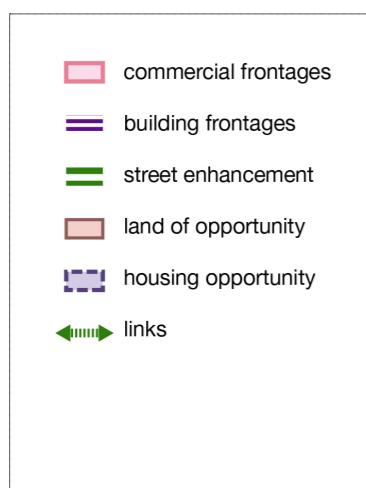 commercial frontages
building frontages
street enhancement
land of opportunity
housing opportunity
links